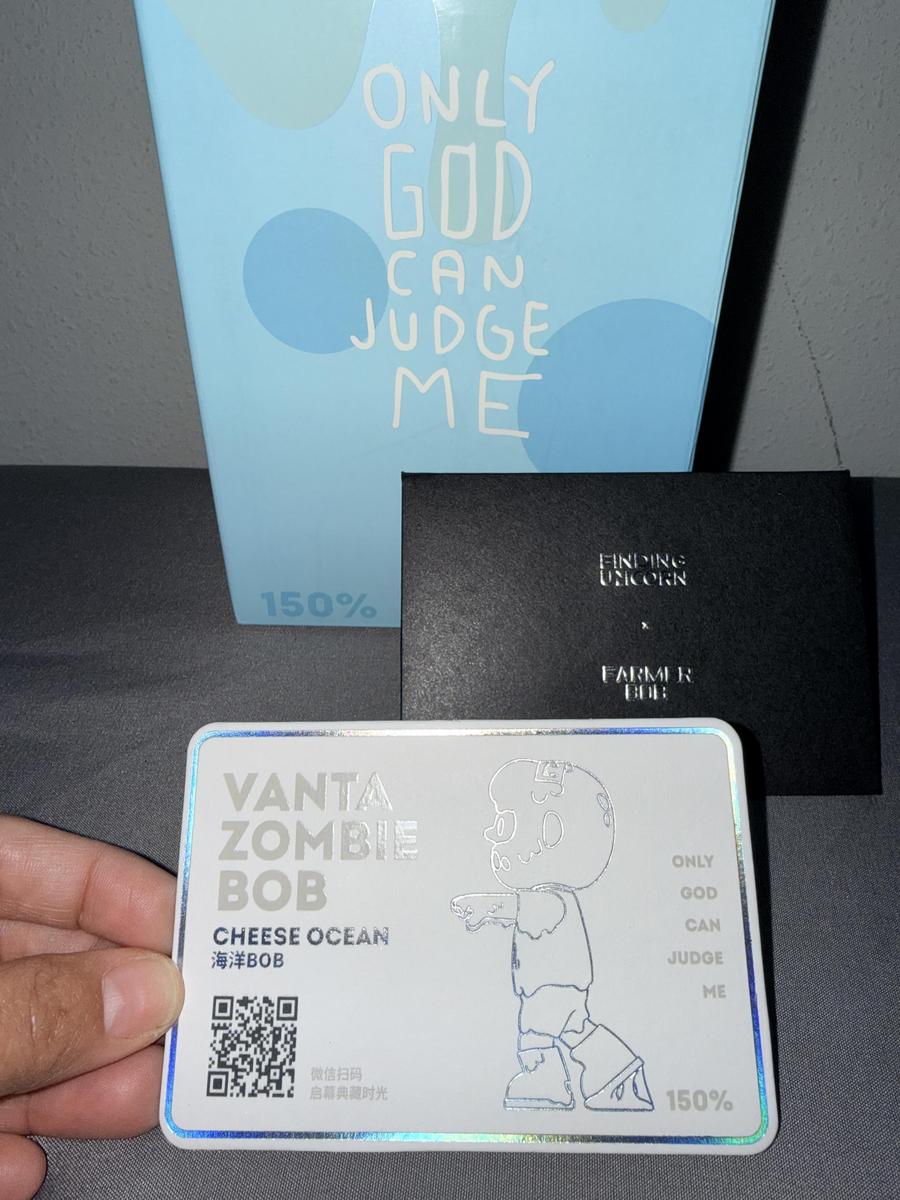 ONLY
GOD
CAN
JUDGE
ME
150%
FINDING
UNICORN
×
FARMER
BOB
VANTA
ZOMBIE
BOB
CHEESE OCEAN
海洋BOB
微信扫码
启幕典藏时光
ONLY
GOD
CAN
JUDGE
ME
150%